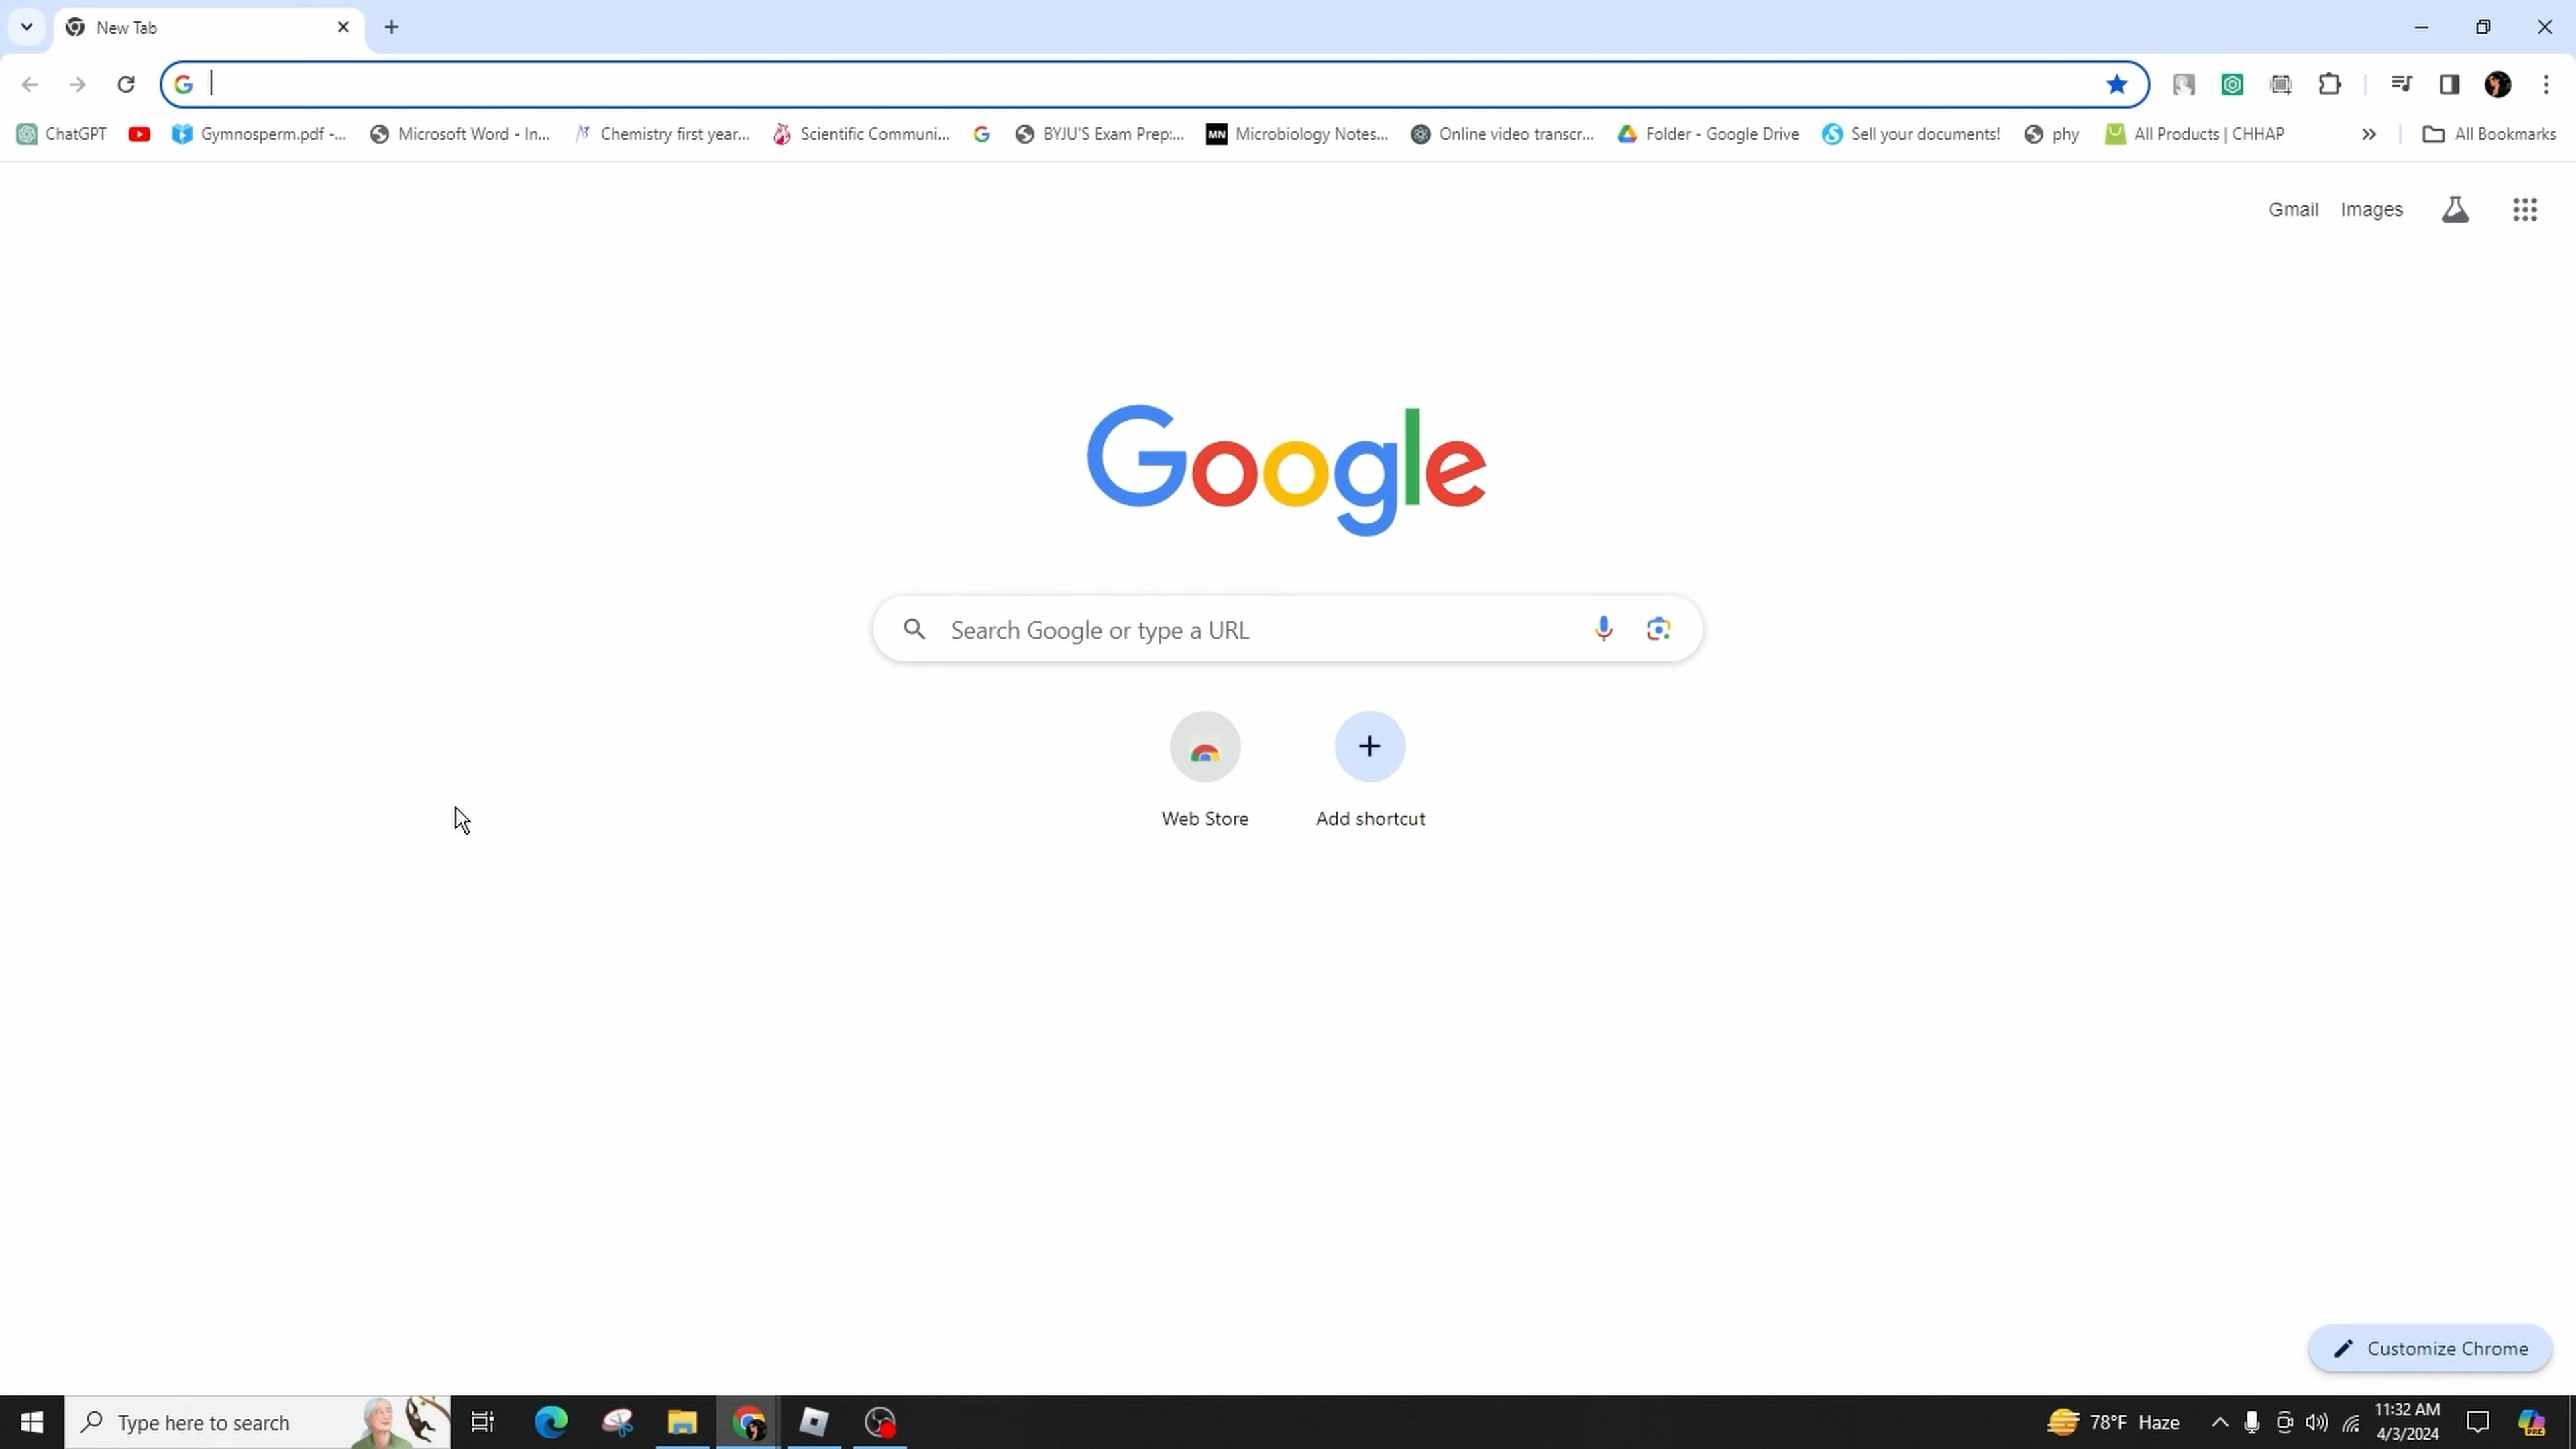 New Tab
ChatGPT
Gymnosperm.pdf -...
Microsoft Word - In...
Chemistry first year...
Scientific Communi...
BYJU'S Exam Prep:...
MN
Microbiology Notes...
Online video transcr...
Folder - Google Drive
Sell your documents!
phy
All Products | CHHAP
All Bookmarks
Gmail
Images
Google
Search Google or type a URL
Web Store
Add shortcut
Customize Chrome
Type here to search
78°F Haze
11:32 AM
4/3/2024
PRE